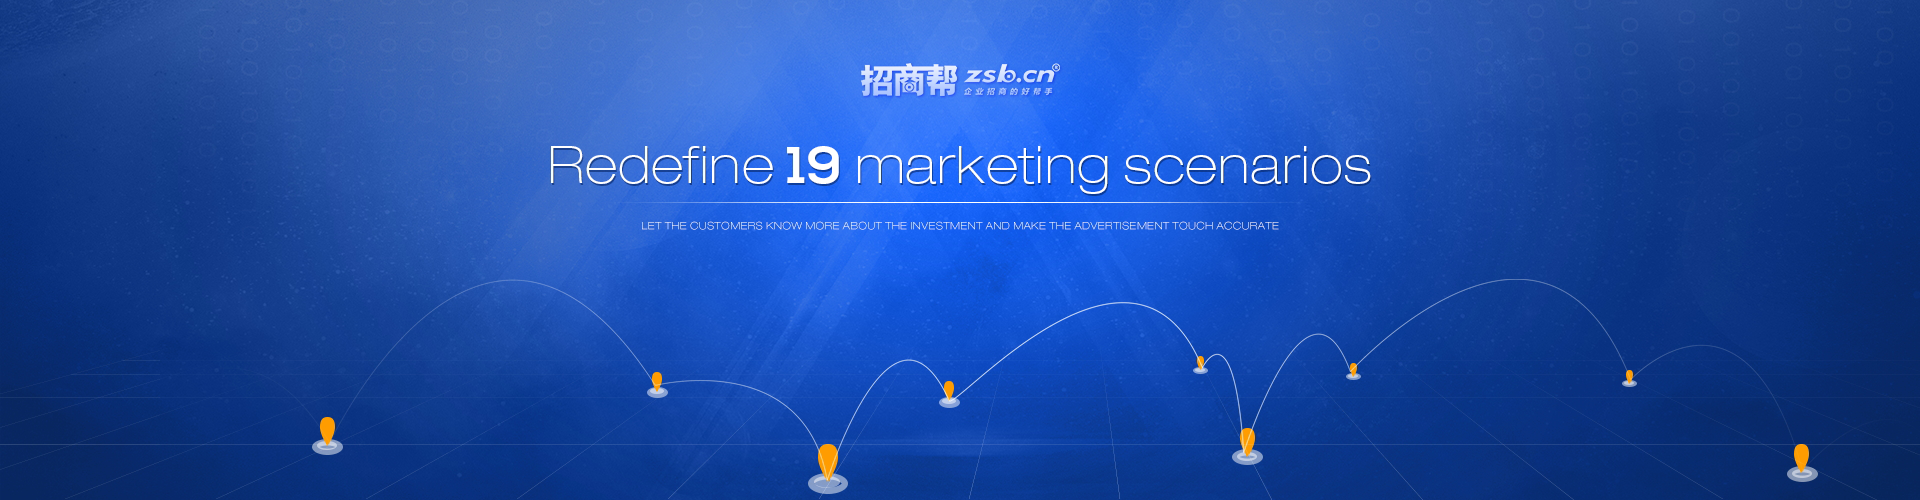 招商帮 zsb.cn®
企业招商的好帮手
Redefine 19 marketing scenarios
LET THE CUSTOMERS KNOW MORE ABOUT THE INVESTMENT AND MAKE THE ADVERTISEMENT TOUCH ACCURATE